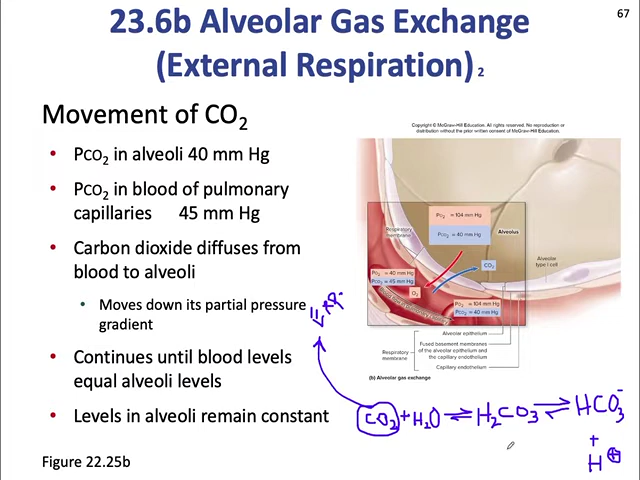 67
23.6b Alveolar Gas Exchange
(External Respiration) 2
Movement of CO₂
• PCO₂ in alveoli 40 mm Hg
• PCO₂ in blood of pulmonary
capillaries 45 mm Hg
• Carbon dioxide diffuses from
blood to alveoli
• Moves down its partial pressure
gradient
• Continues until blood levels
equal alveoli levels
• Levels in alveoli remain constant
Figure 22.25b
Copyright © McGraw-Hill Education. All rights reserved. No reproduction or
distribution without the prior written consent of McGraw-Hill Education.
PO₂ = 104 mm Hg
PCO₂ = 40 mm Hg
Respiratory
membrane
Alveolus
CO₂
Alveolar
type I cell
PO₂ = 40 mm Hg
PCO₂ = 45 mm Hg
O₂
PO₂ = 104 mm Hg
PCO₂ = 40 mm Hg
Alveolar epithelium
Fused basement membranes
of the alveolar epithelium and
the capillary endothelium
Respiratory
membrane
Capillary endothelium
(b) Alveolar gas exchange
CO₂ + H₂O ⇌ H₂CO₃ ⇌ HCO₃⁻
+
H⁺